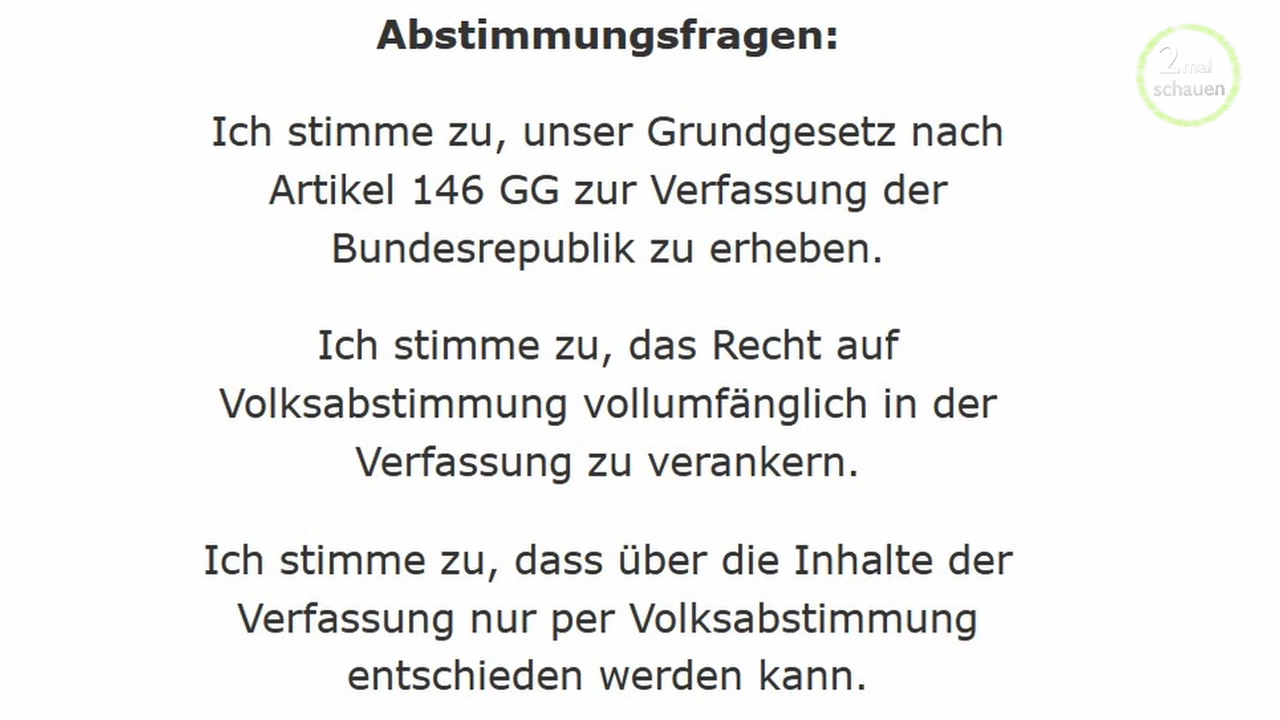 Abstimmungsfragen:
2 mal
schauen
Ich stimme zu, unser Grundgesetz nach
Artikel 146 GG zur Verfassung der
Bundesrepublik zu erheben.
Ich stimme zu, das Recht auf
Volksabstimmung vollumfänglich in der
Verfassung zu verankern.
Ich stimme zu, dass über die Inhalte der
Verfassung nur per Volksabstimmung
entschieden werden kann.